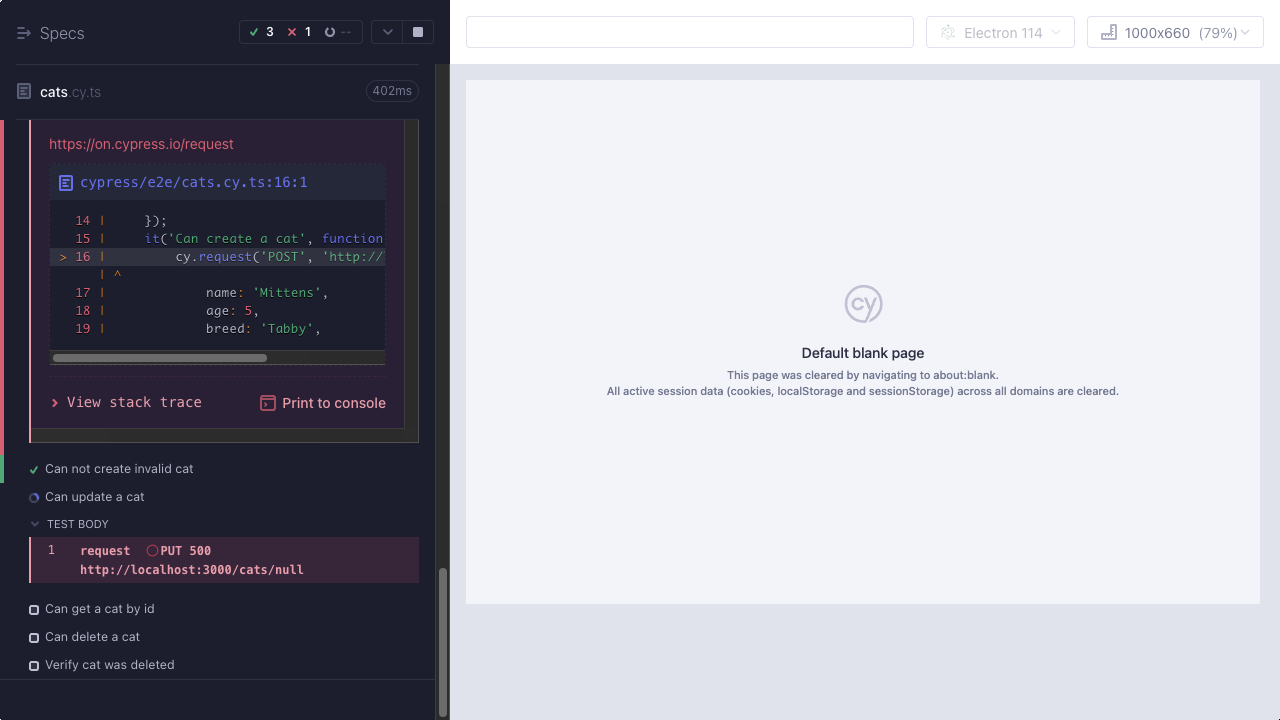 Specs
3
1
--
Electron 114
1000x660 (79%)
cats.cy.ts
402ms
https://on.cypress.io/request
cypress/e2e/cats.cy.ts:16:1
14 | });
15 | it('Can create a cat', function
> 16 | cy.request('POST', 'http://
| ^
17 | name: 'Mittens',
18 | age: 5,
19 | breed: 'Tabby',
View stack trace
Print to console
Can not create invalid cat
Can update a cat
TEST BODY
1 request PUT 500
http://localhost:3000/cats/null
Can get a cat by id
Can delete a cat
Verify cat was deleted
cy
Default blank page
This page was cleared by navigating to about:blank.
All active session data (cookies, localStorage and sessionStorage) across all domains are cleared.